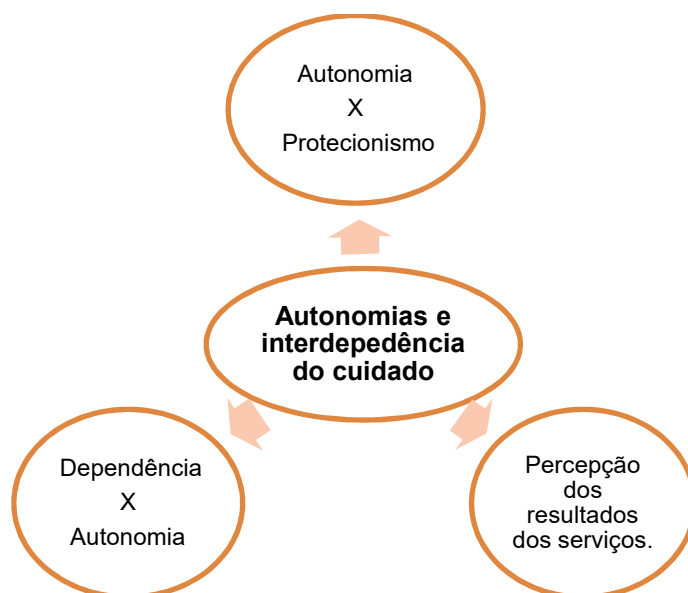 Autonomia
X
Protecionismo
Autonomias e
interdepedência
do cuidado
Dependência
X
Autonomia
Percepção
dos
resultados
dos serviços.